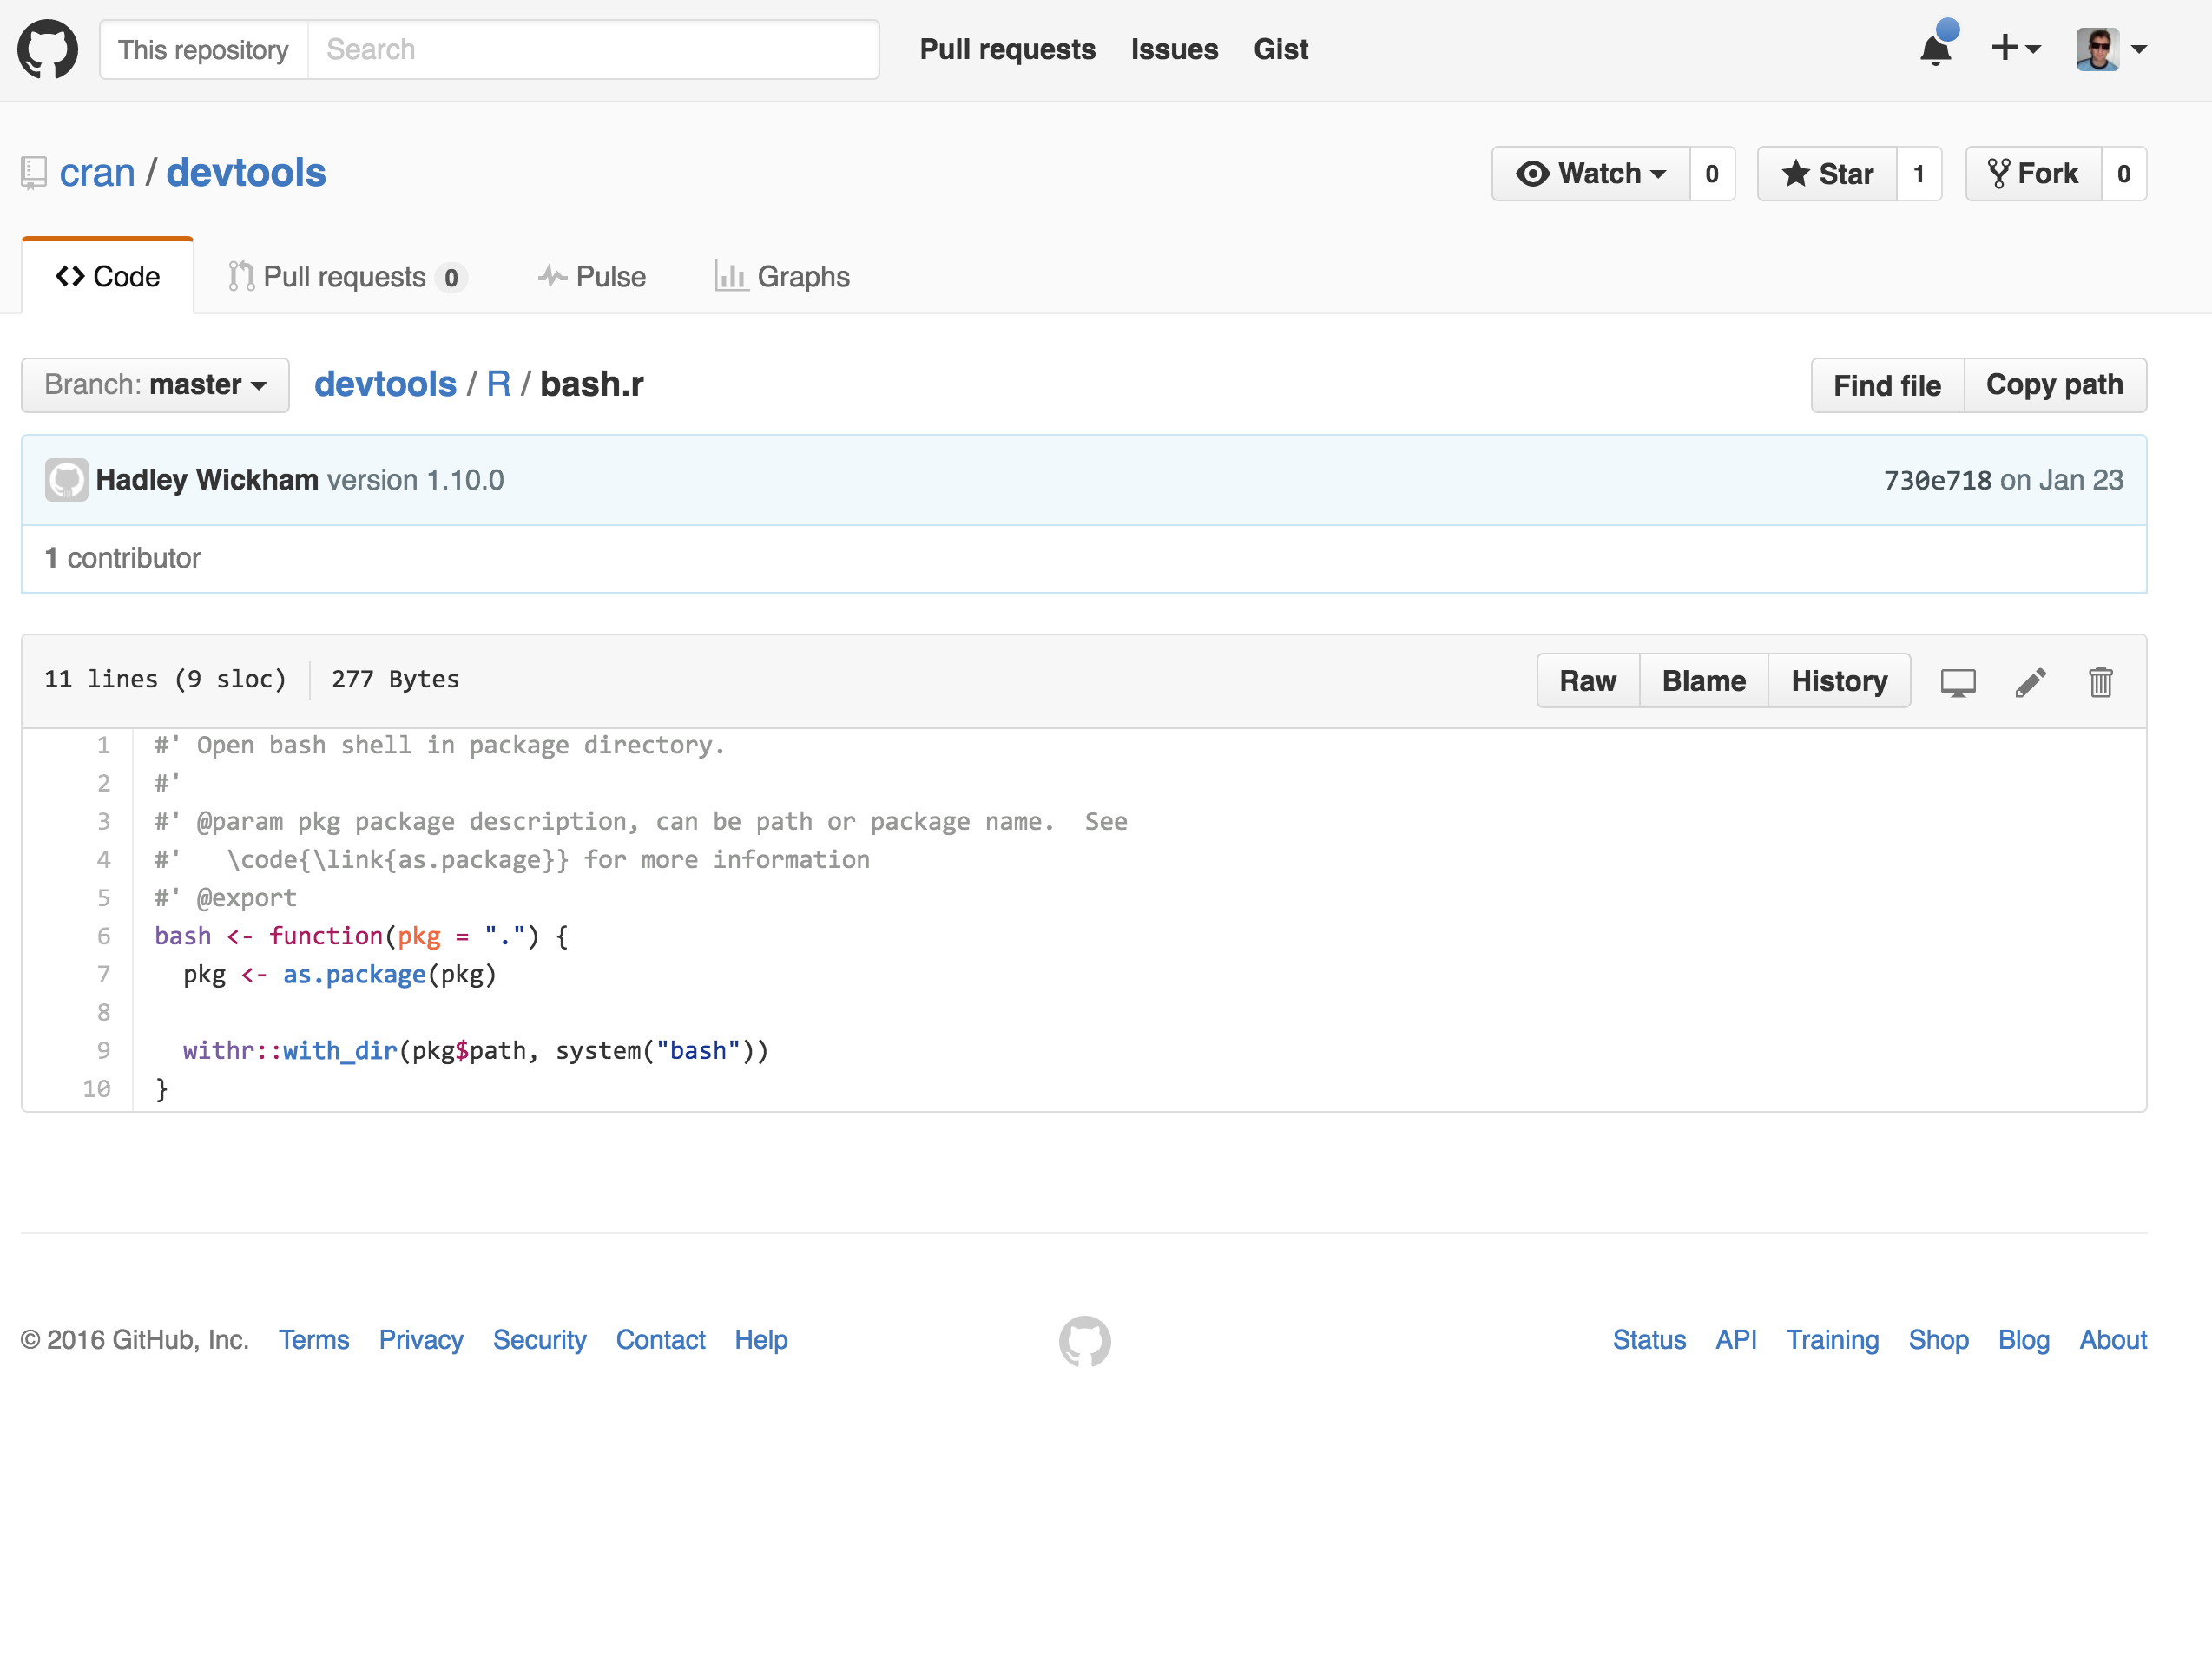 This repository Search Pull requests Issues Gist
cran / devtools Watch 0 Star 1 Fork 0
Code Pull requests 0 Pulse Graphs
Branch: master devtools / R / bash.r Find file Copy path
Hadley Wickham version 1.10.0 730e718 on Jan 23
1 contributor
11 lines (9 sloc) 277 Bytes Raw Blame History
1 #' Open bash shell in package directory.
2 #'
3 #' @param pkg package description, can be path or package name.  See
4 #'   \code{\link{as.package}} for more information
5 #' @export
6 bash <- function(pkg = ".") {
7   pkg <- as.package(pkg)
8
9   withr::with_dir(pkg$path, system("bash"))
10 }
© 2016 GitHub, Inc. Terms Privacy Security Contact Help Status API Training Shop Blog About